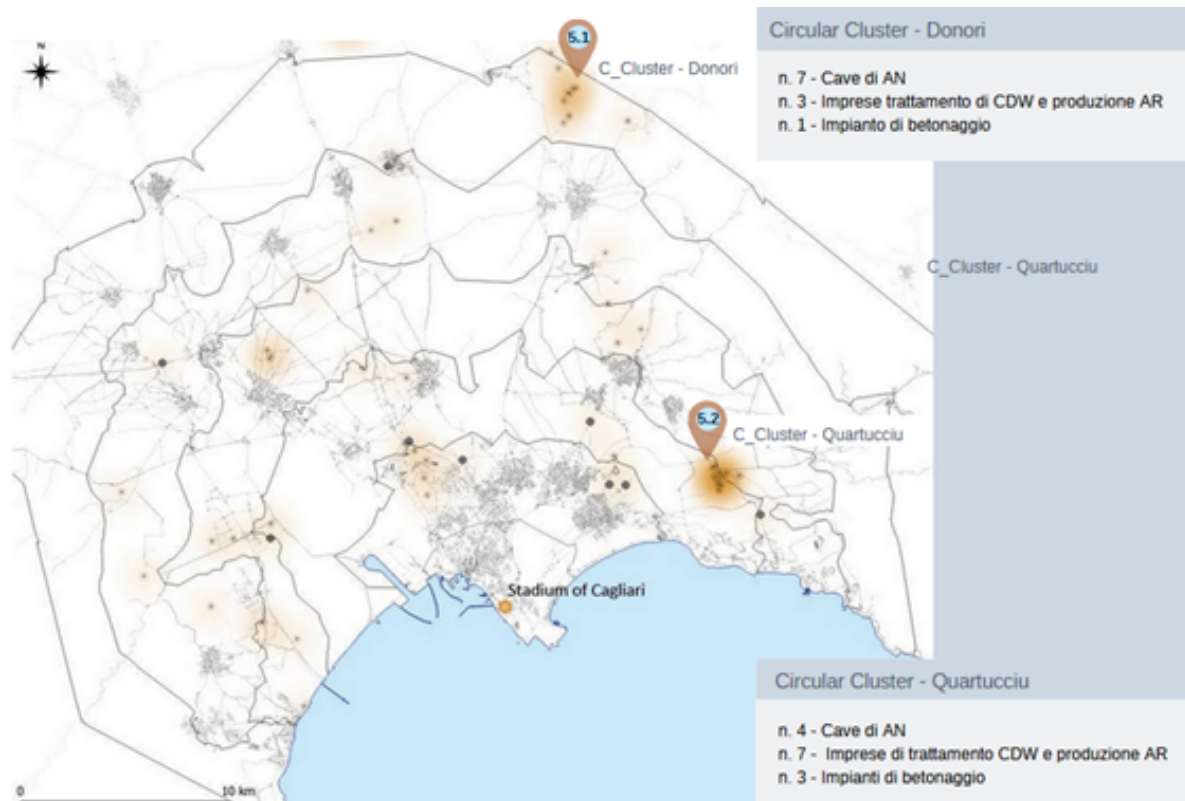 N
5.1
C_Cluster - Donori
Circular Cluster - Donori
n. 7 - Cave di AN
n. 3 - Imprese trattamento di CDW e produzione AR
n. 1 - Impianto di betonaggio
C_Cluster - Quartucciu
5.2
C_Cluster - Quartucciu
Stadium of Cagliari
Circular Cluster - Quartucciu
n. 4 - Cave di AN
n. 7 - Imprese di trattamento CDW e produzione AR
n. 3 - Impianti di betonaggio
0 10 km